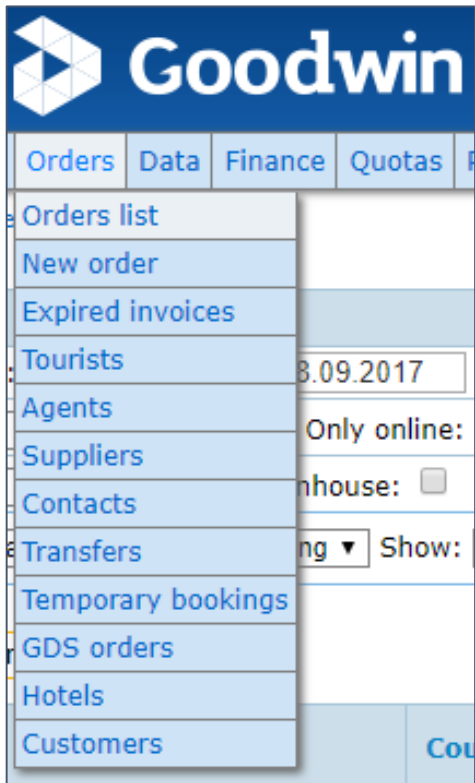 Goodwin
Orders Data Finance Quotas
Orders list
New order
Expired invoices
Tourists
8.09.2017
Agents
Only online:
Suppliers
nhouse:
Contacts
Transfers
ng Show:
Temporary bookings
GDS orders
Hotels
Customers
Cou